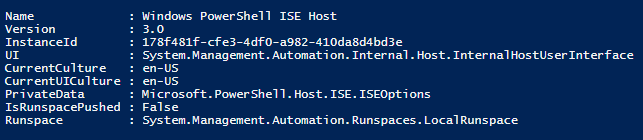 Name             : Windows PowerShell ISE Host
Version          : 3.0
InstanceId       : 178f481f-cfe3-4df0-a982-410da8d4bd3e
UI               : System.Management.Automation.Internal.Host.InternalHostUserInterface
CurrentCulture   : en-US
CurrentUICulture : en-US
PrivateData      : Microsoft.PowerShell.Host.ISE.ISEOptions
IsRunspacePushed : False
Runspace         : System.Management.Automation.Runspaces.LocalRunspace